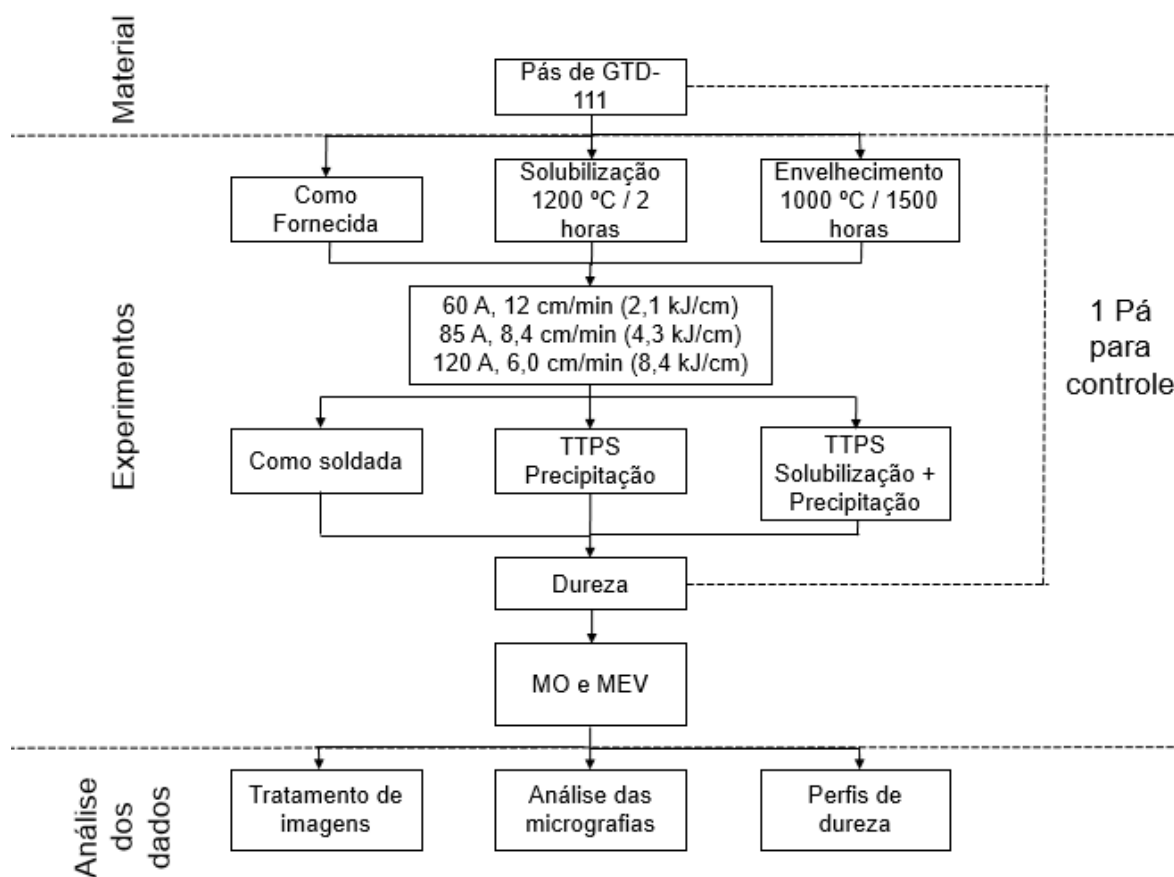 Material
Pás de GTD-
111
Como
Fornecida
Solubilização
1200 ºC / 2
horas
Envelhecimento
1000 ºC / 1500
horas
Experimentos
60 A, 12 cm/min (2,1 kJ/cm)
85 A, 8,4 cm/min (4,3 kJ/cm)
120 A, 6,0 cm/min (8,4 kJ/cm)
1 Pá
para
controle
Como soldada
TTPS
Precipitação
TTPS
Solubilização +
Precipitação
Dureza
MO e MEV
Análise
dos
dados
Tratamento de
imagens
Análise das
micrografias
Perfis de
dureza